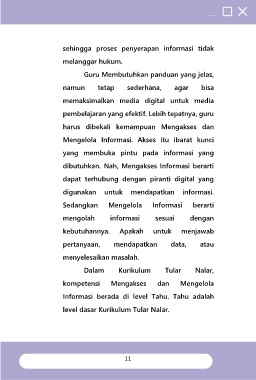 sehingga proses penyerapan informasi tidak
melanggar hukum.
Guru Membutuhkan panduan yang jelas,
namun tetap sederhana, agar bisa
memaksimalkan media digital untuk media
pembelajaran yang efektif. Lebih tepatnya, guru
harus dibekali kemampuan Mengakses dan
Mengelola Informasi. Akses itu ibarat kunci
yang membuka pintu pada informasi yang
dibutuhkan. Nah, Mengakses Informasi berarti
dapat terhubung dengan piranti digital yang
digunakan untuk mendapatkan informasi.
Sedangkan Mengelola Informasi berarti
mengolah informasi sesuai dengan
kebutuhannya. Apakah untuk menjawab
pertanyaan, mendapatkan data, atau
menyelesaikan masalah.
Dalam Kurikulum Tular Nalar,
kompetensi Mengakses dan Mengelola
Informasi berada di level Tahu. Tahu adalah
level dasar Kurikulum Tular Nalar.
11